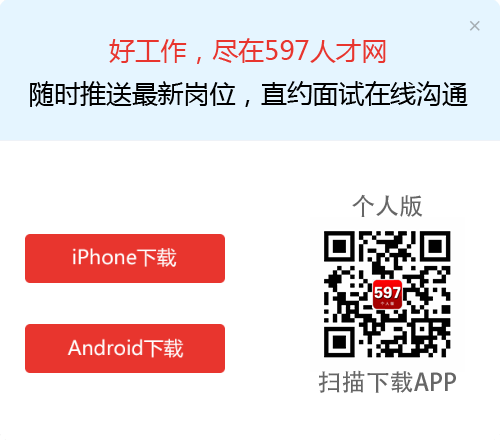 好工作，尽在597人才网
随时推送最新岗位，直约面试在线沟通
个人版
iPhone下载
597
个人版
Android下载
扫描下载APP